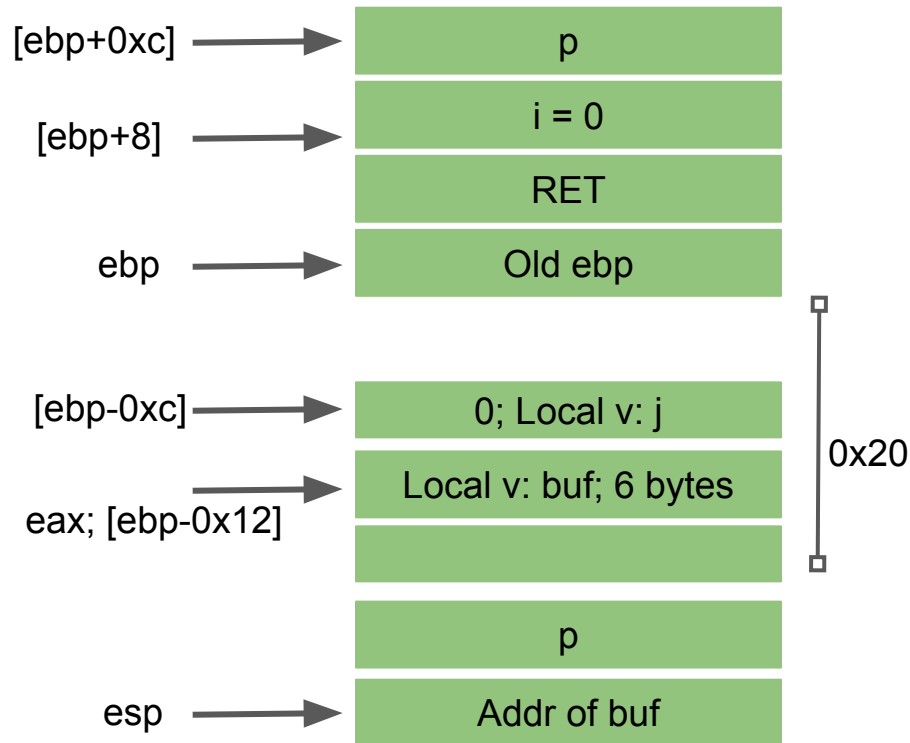 [ebp+0xc]
p
[ebp+8]
i = 0
RET
ebp
Old ebp
[ebp-0xc]
0; Local v: j
0x20
Local v: buf; 6 bytes
eax; [ebp-0x12]
p
esp
Addr of buf